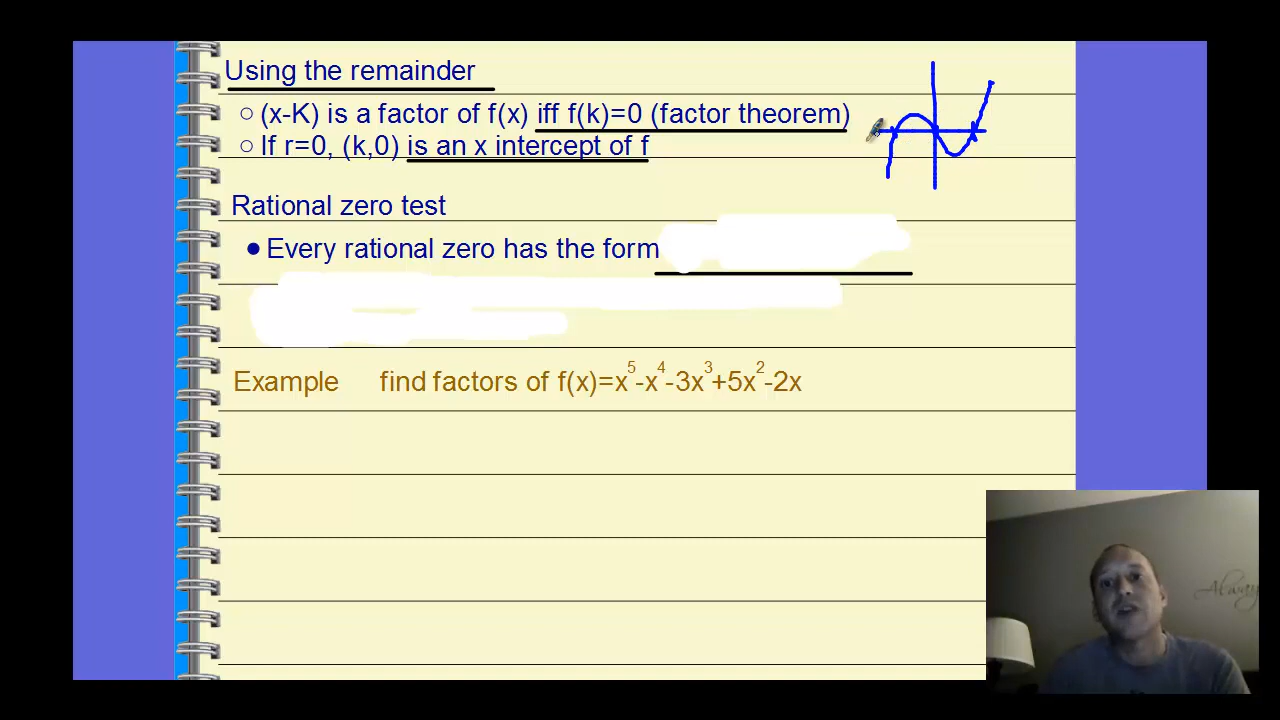 Using the remainder
○ (x-K) is a factor of f(x) iff f(k)=0 (factor theorem)
○ If r=0, (k,0) is an x intercept of f
Rational zero test
● Every rational zero has the form
Example find factors of f(x)=x⁵-x⁴-3x³+5x²-2x
Always